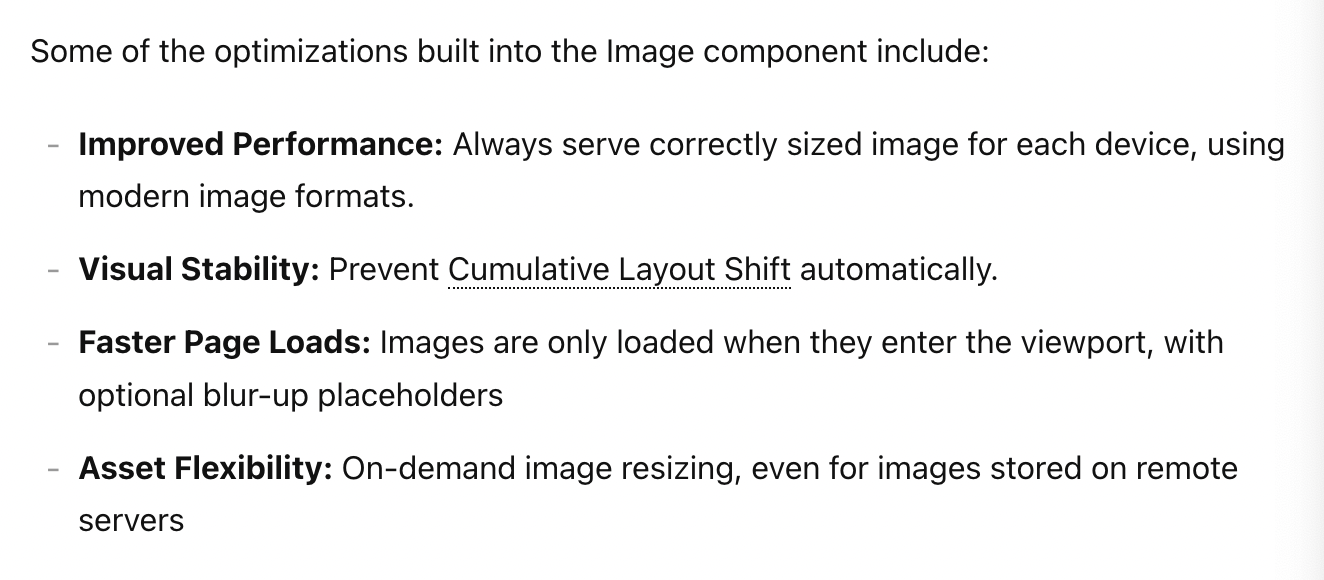 Some of the optimizations built into the Image component include:
- Improved Performance: Always serve correctly sized image for each device, using
modern image formats.
- Visual Stability: Prevent Cumulative Layout Shift automatically.
- Faster Page Loads: Images are only loaded when they enter the viewport, with
optional blur-up placeholders
- Asset Flexibility: On-demand image resizing, even for images stored on remote
servers